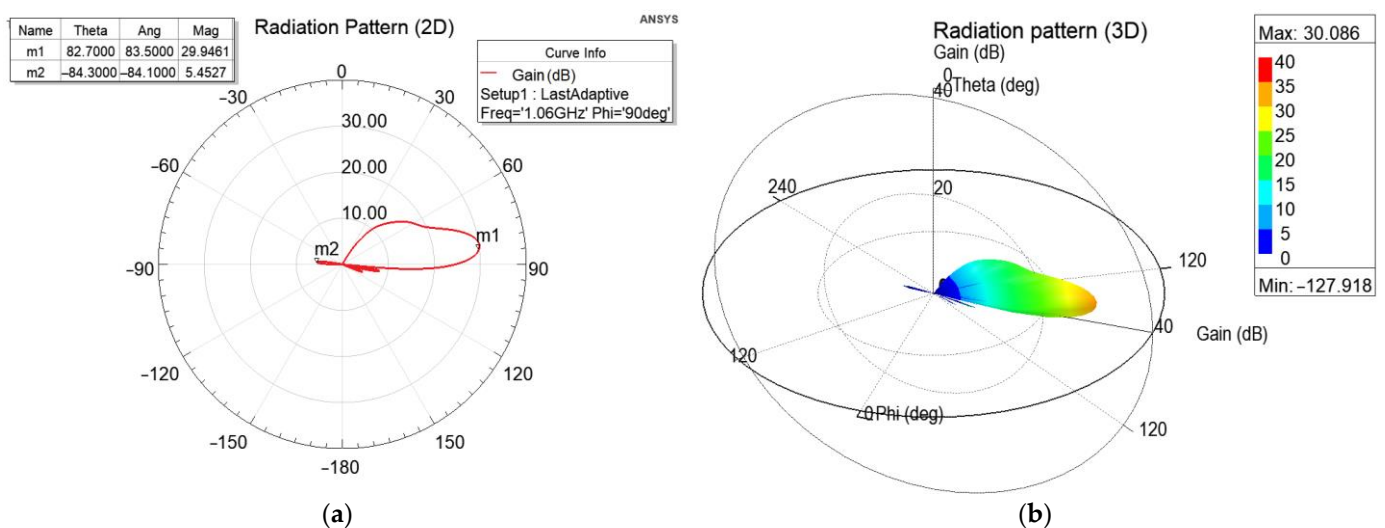 Name Theta Ang Mag
m1 82.7000 83.5000 29.9461
m2 −84.3000 −84.1000 5.4527
Radiation Pattern (2D)
ANSYS
Curve Info
Gain (dB)
Setup1 : LastAdaptive
Freq='1.06GHz' Phi='90deg'
0
−30
30
−60
60
−90
90
−120
120
−150
150
−180
30.00
20.00
10.00
m1
m2
(a)
Radiation pattern (3D)
Gain (dB)
0
40
Theta (deg)
240
20
120
40
Gain (dB)
120
0
Phi (deg)
120
Max: 30.086
40
35
30
25
20
15
10
5
0
Min: −127.918
(b)